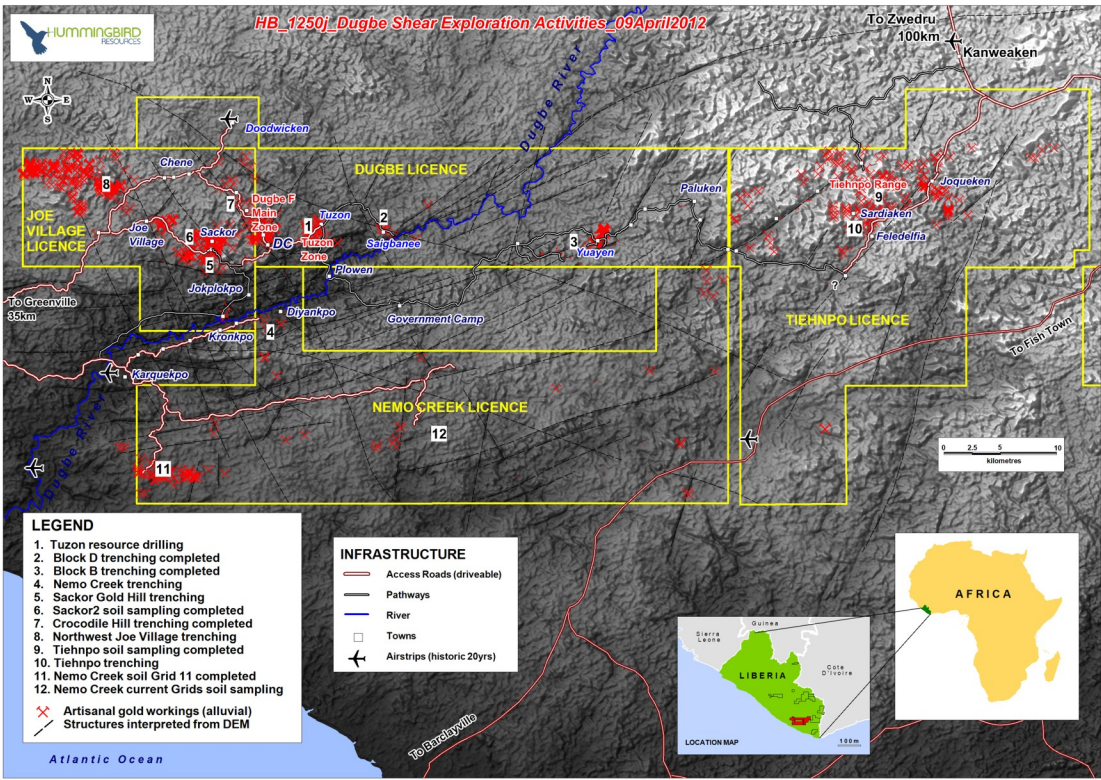 HUMMINGBIRD
RESOURCES
HB_1250j_Dugbe Shear Exploration Activities_09April2012
To Zwedru
100km
Kanweaken
N
W E
S
Dugbe River
Doodwicken
DUGBE LICENCE
Chene
8
7
Dugbe F
Main
Zone
1
Tuzon
2
Paluken
Tiehnpo Range
9
Joqueken
JOE
VILLAGE
LICENCE
Joe
Village
6
Sackor
DC
Tuzon
Zone
Saigbanee
3
Yuayen
Sardiaken
10
Feledelfia
5
Plowen
?
Jokplokpo
To Greenville
35km
Diyankpo
Government Camp
TIEHNPO LICENCE
4
Kronkpo
To Fish Town
Karquekpo
NEMO CREEK LICENCE
12
11
Dugbe River
0 2.5 5 10
kilometres
LEGEND
1. Tuzon resource drilling
2. Block D trenching completed
3. Block B trenching completed
4. Nemo Creek trenching
5. Sackor Gold Hill trenching
6. Sackor2 soil sampling completed
7. Crocodile Hill trenching completed
8. Northwest Joe Village trenching
9. Tiehnpo soil sampling completed
10. Tiehnpo trenching
11. Nemo Creek soil Grid 11 completed
12. Nemo Creek current Grids soil sampling
Artisanal gold workings (alluvial)
Structures interpreted from DEM
INFRASTRUCTURE
Access Roads (driveable)
Pathways
River
Towns
Airstrips (historic 20yrs)
To Barclayville
Atlantic Ocean
Guinea
Sierra
Leone
LIBERIA
Cote
D'Ivoire
LOCATION MAP
100m
AFRICA